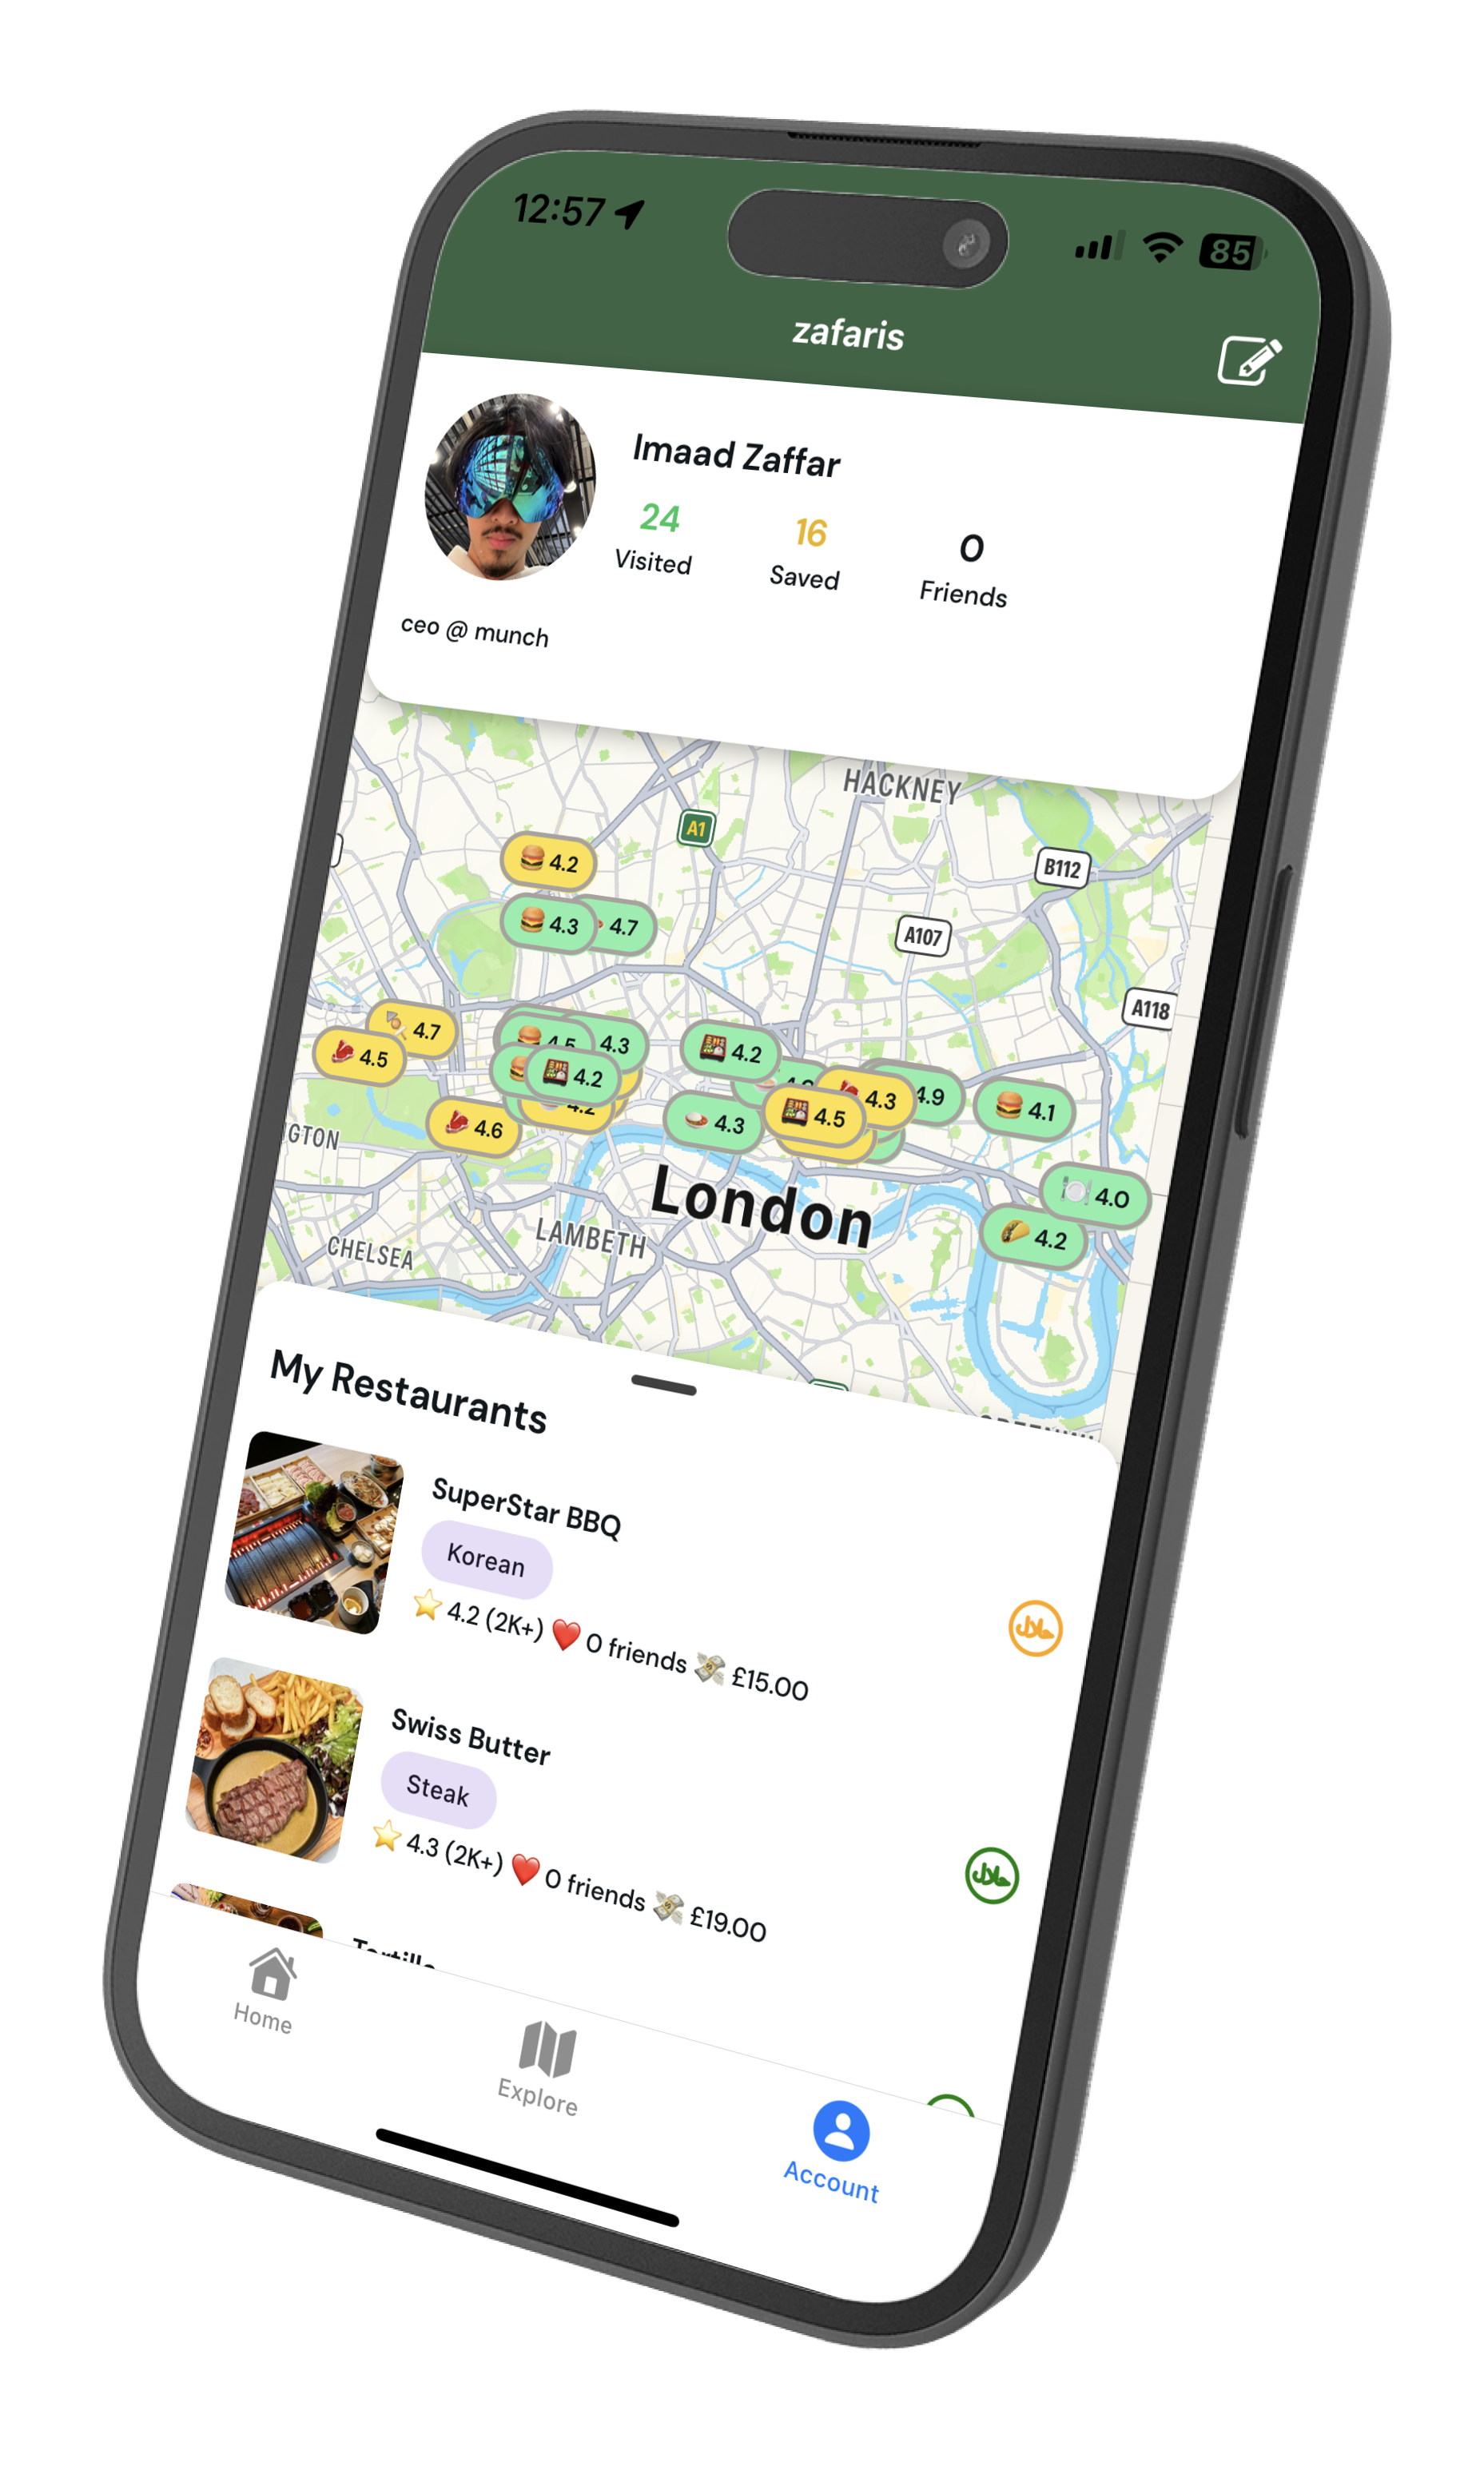 12:57
85
zafaris
Imaad Zaffar
24
16
0
Visited
Saved
Friends
ceo @ munch
HACKNEY
A1
4.2
B112
4.3
4.7
A107
A118
4.7
4.5
4.5
4.3
4.2
4.2
4.3
4.9
4.1
4.2
4.6
4.3
4.5
4.0
4.2
London
LAMBETH
CHELSEA
My Restaurants
SuperStar BBQ
Korean
4.2 (2K+) 0 friends £15.00
حلال
Swiss Butter
Steak
4.3 (2K+) 0 friends £19.00
حلال
Tortilla
Home
Explore
Account